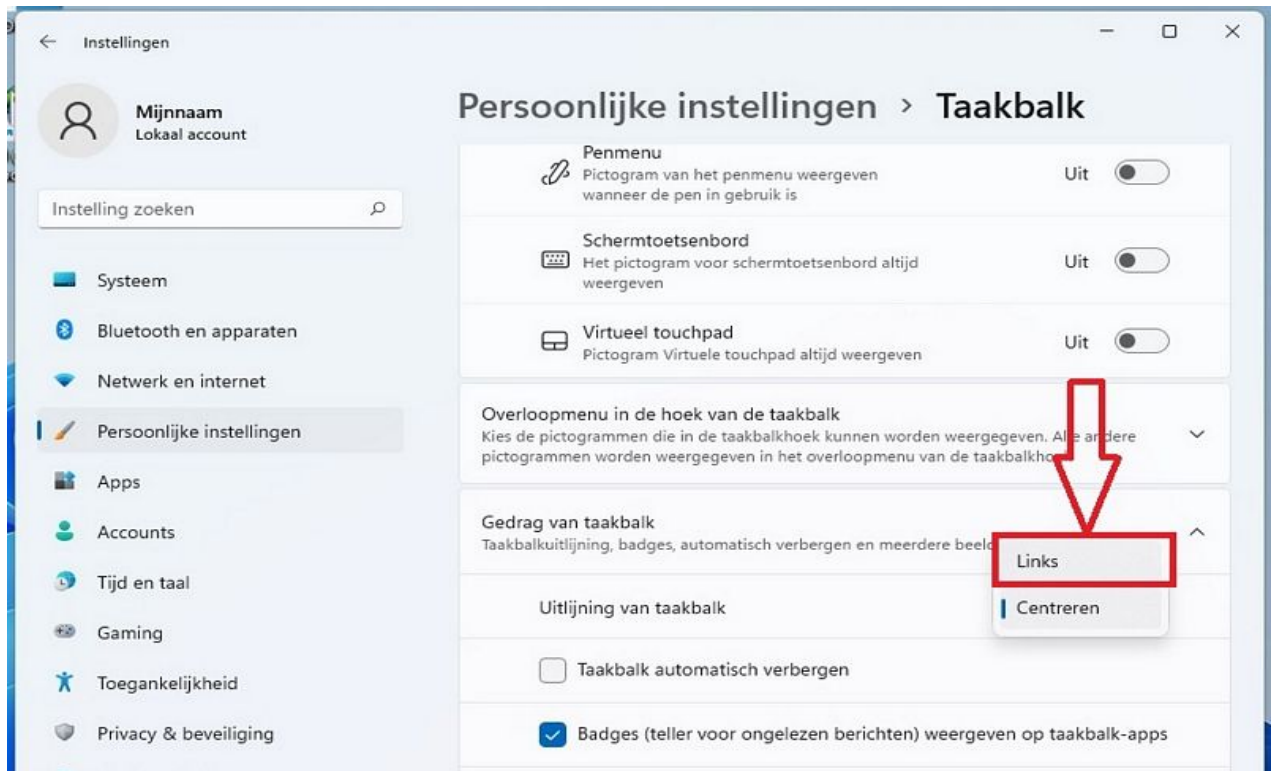 Instellingen
Mijnnaam
Lokaal account
Instelling zoeken
Systeem
Bluetooth en apparaten
Netwerk en internet
Persoonlijke instellingen
Apps
Accounts
Tijd en taal
Gaming
Toegankelijkheid
Privacy & beveiliging
Persoonlijke instellingen > Taakbalk
Penmenu
Pictogram van het penmenu weergeven
wanneer de pen in gebruik is
Uit
Schermtoetsenbord
Het pictogram voor schermtoetsenbord altijd
weergeven
Uit
Virtueel touchpad
Pictogram Virtuele touchpad altijd weergeven
Uit
Overloopmenu in de hoek van de taakbalk
Kies de pictogrammen die in de taakbalkhoek kunnen worden weergegeven. Alle andere
pictogrammen worden weergegeven in het overloopmenu van de
Gedrag van taakbalk
Taakbalkuitlijning, badges, automatisch verbergen en meerdere
Links
Uitlijning van taakbalk
Centreren
Taakbalk automatisch verbergen
Badges (teller voor ongelezen berichten) weergeven op taakbalk-apps